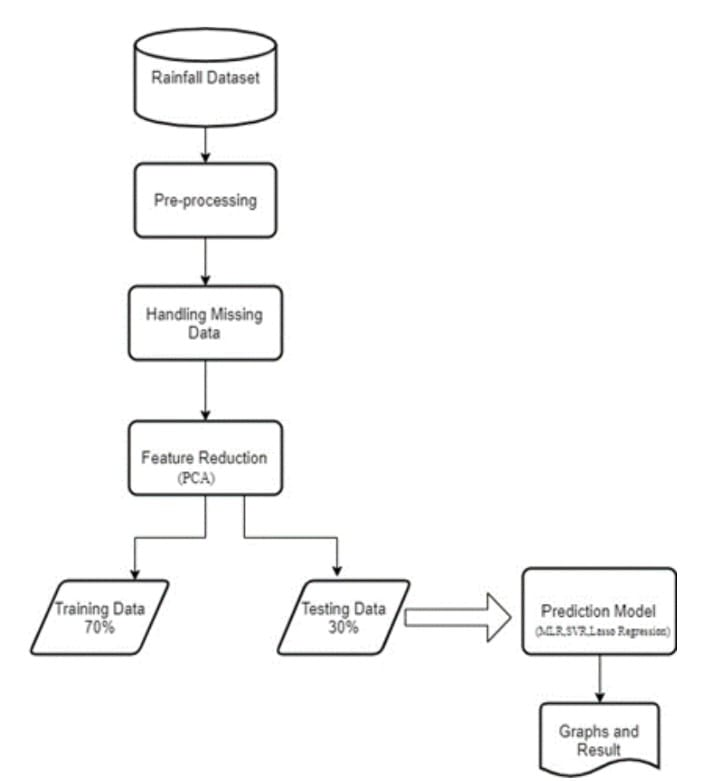 Rainfall Dataset
Pre-processing
Handling Missing
Data
Feature Reduction
(PCA)
Training Data
70%
Testing Data
30%
Prediction Model
(MLR,SVR,Lasso Regression)
Graphs and
Result